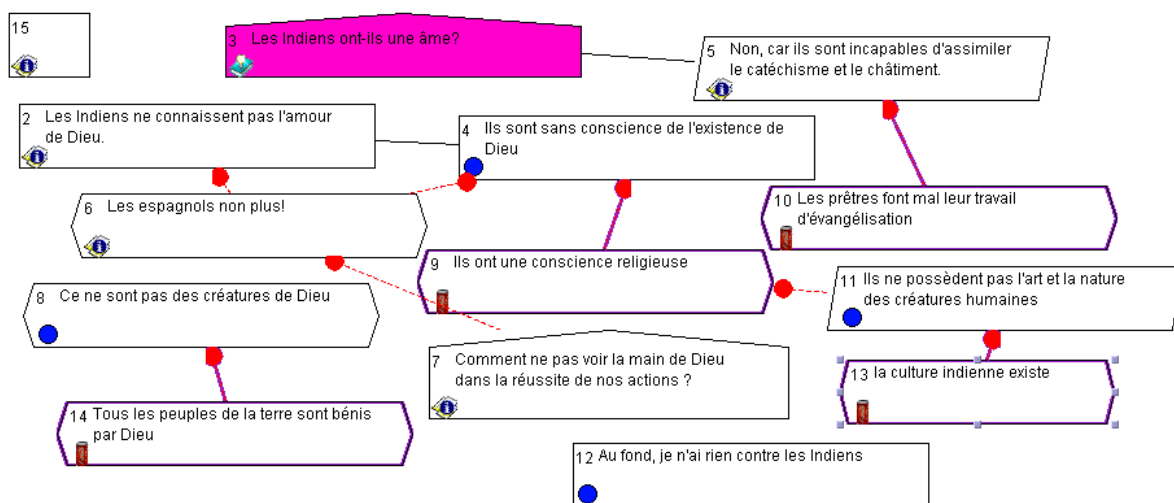 15
3 Les Indiens ont-ils une âme?
5 Non, car ils sont incapables d'assimiler
le catéchisme et le châtiment.
2 Les Indiens ne connaissent pas l'amour
de Dieu.
4 Ils sont sans conscience de l'existence de
Dieu
6 Les espagnols non plus!
10 Les prêtres font mal leur travail
d'évangélisation
9 Ils ont une conscience religieuse
11 Ils ne possèdent pas l'art et la nature
des créatures humaines
8 Ce ne sont pas des créatures de Dieu
7 Comment ne pas voir la main de Dieu
dans la réussite de nos actions ?
13 la culture indienne existe
14 Tous les peuples de la terre sont bénis
par Dieu
12 Au fond, je n'ai rien contre les Indiens